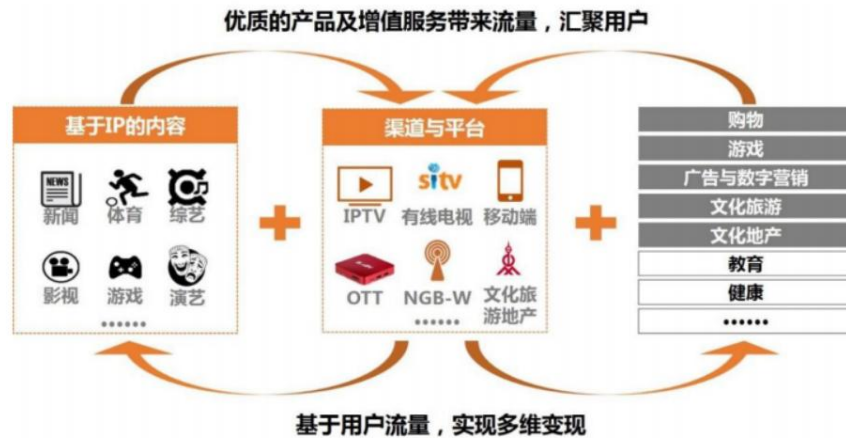 优质的产品及增值服务带来流量，汇聚用户
基于IP的内容
NEWS
新闻
体育
综艺
影视
游戏
演艺
••••••
渠道与平台
sitv
IPTV
有线电视
移动端
OTT
NGB-W
文化旅
游地产
••••••
购物
游戏
广告与数字营销
文化旅游
文化地产
教育
健康
••••••
基于用户流量，实现多维变现